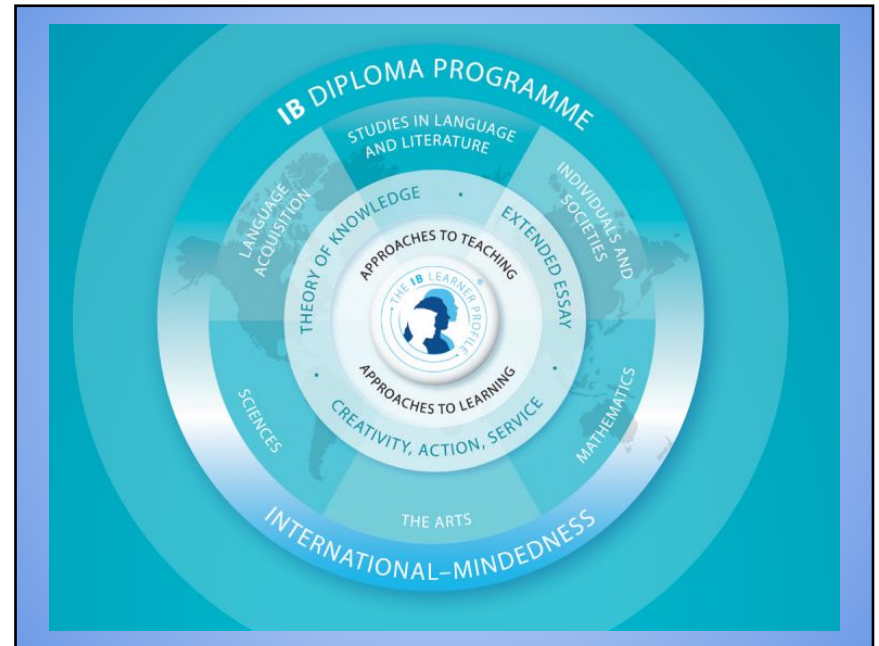 IB DIPLOMA PROGRAMME
STUDIES IN LANGUAGE
AND LITERATURE
LANGUAGE
ACQUISITION
INDIVIDUALS AND
SOCIETIES
THEORY OF KNOWLEDGE ·
EXTENDED ESSAY ·
APPROACHES TO TEACHING
THE IB LEARNER PROFILE ®
APPROACHES TO LEARNING
CREATIVITY, ACTION, SERVICE ·
SCIENCES
MATHEMATICS
THE ARTS
INTERNATIONAL–MINDEDNESS